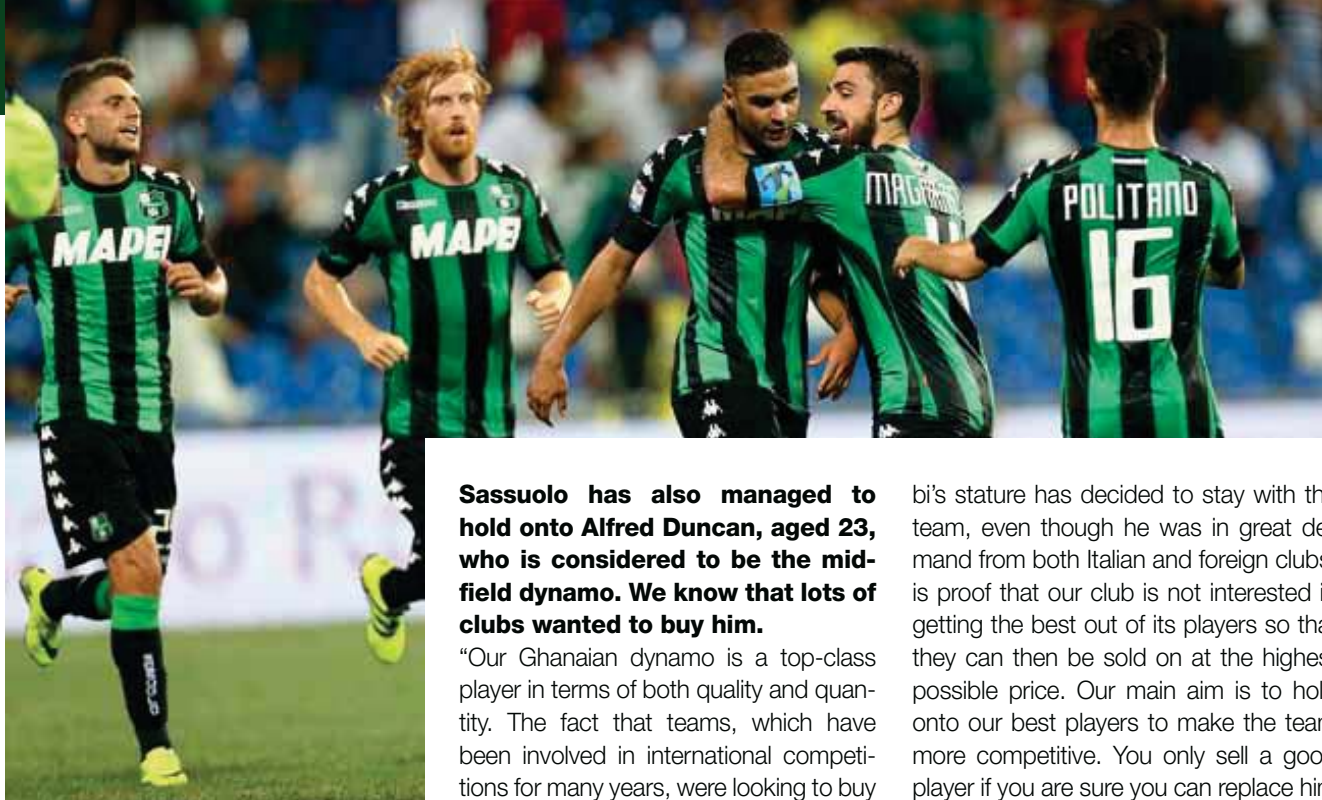 MAPEI
MAPEI
POLITANO
16
Sassuolo has also managed to
hold onto Alfred Duncan, aged 23,
who is considered to be the mid-
field dynamo. We know that lots of
clubs wanted to buy him.
“Our Ghanaian dynamo is a top-class
player in terms of both quality and quan-
tity. The fact that teams, which have
been involved in international competi-
tions for many years, were looking to buy
bi’s stature has decided to stay with th
team, even though he was in great de
mand from both Italian and foreign clubs
is proof that our club is not interested i
getting the best out of its players so tha
they can then be sold on at the highes
possible price. Our main aim is to hol
onto our best players to make the tea
more competitive. You only sell a goo
player if you are sure you can replace hi